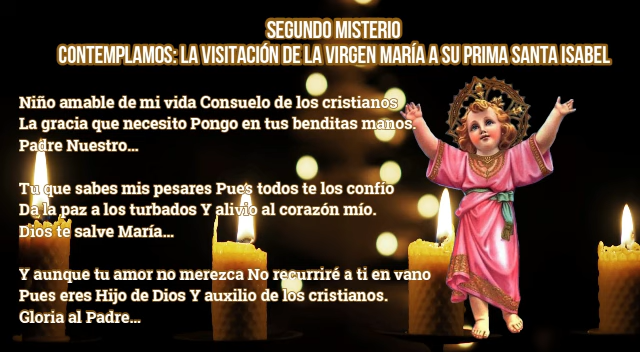 SEGUNDO MISTERIO
CONTEMPLAMOS: LA VISITACIÓN DE LA VIRGEN MARÍA A SU PRIMA SANTA ISABEL
Niño amable de mi vida Consuelo de los cristianos
La gracia que necesito Pongo en tus benditas manos.
Padre Nuestro...
Tu que sabes mis pesares Pues todos te los confío
Da la paz a los turbados Y alivio al corazón mío.
Dios te salve María...
Y aunque tu amor no merezca No recurriré a ti en vano
Pues eres Hijo de Dios Y auxilio de los cristianos.
Gloria al Padre...